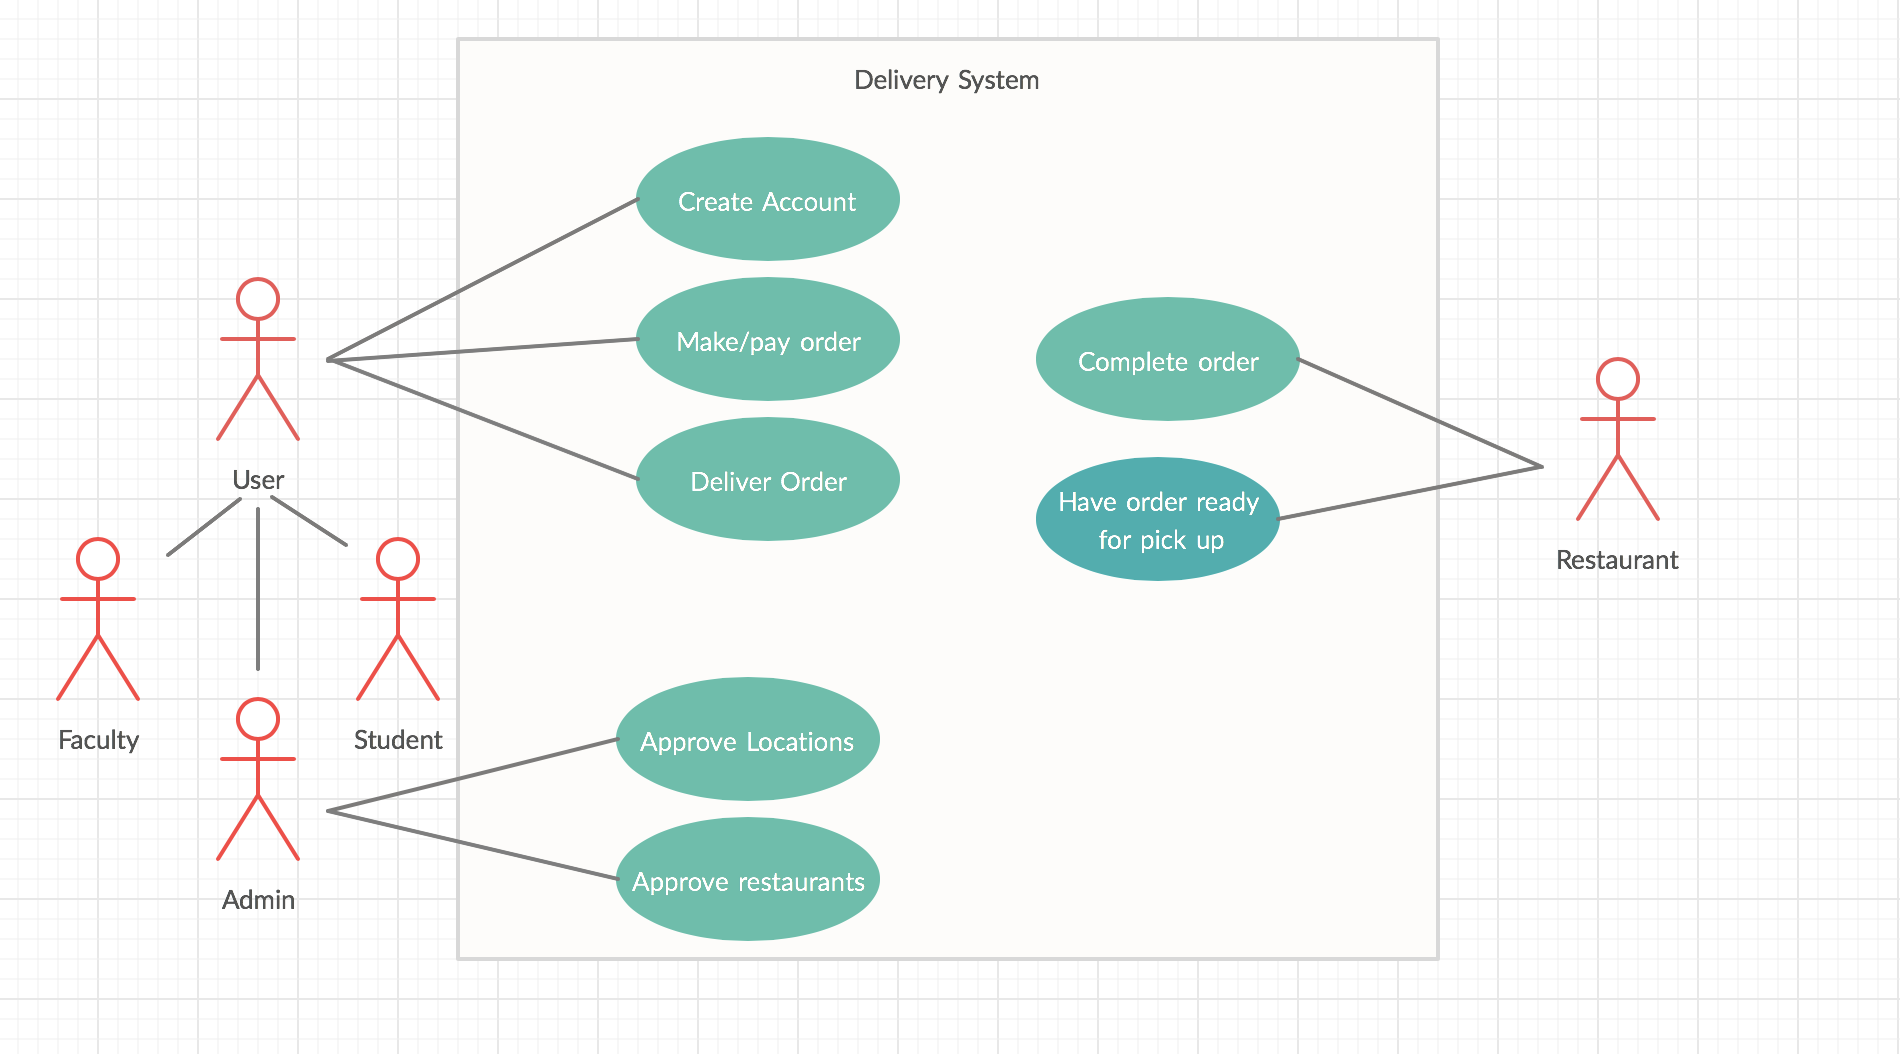 Delivery System
Create Account
Make/pay order
Deliver Order
Complete order
Have order ready
for pick up
User
Restaurant
Faculty
Student
Admin
Approve Locations
Approve restaurants